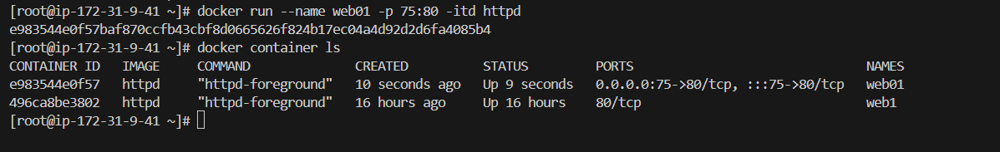 [root@ip-172-31-9-41 ~]# docker run --name web01 -p 75:80 -itd httpd
e983544e0f57baf870ccfb43cbf8d0665626f824b17ec04a4d92d2d6fa4085b4
[root@ip-172-31-9-41 ~]# docker container ls
CONTAINER ID   IMAGE     COMMAND              CREATED          STATUS         PORTS                               NAMES
e983544e0f57   httpd     "httpd-foreground"   10 seconds ago   Up 9 seconds   0.0.0.0:75->80/tcp, :::75->80/tcp   web01
496ca8be3802   httpd     "httpd-foreground"   16 hours ago     Up 16 hours    80/tcp                              web1
[root@ip-172-31-9-41 ~]#